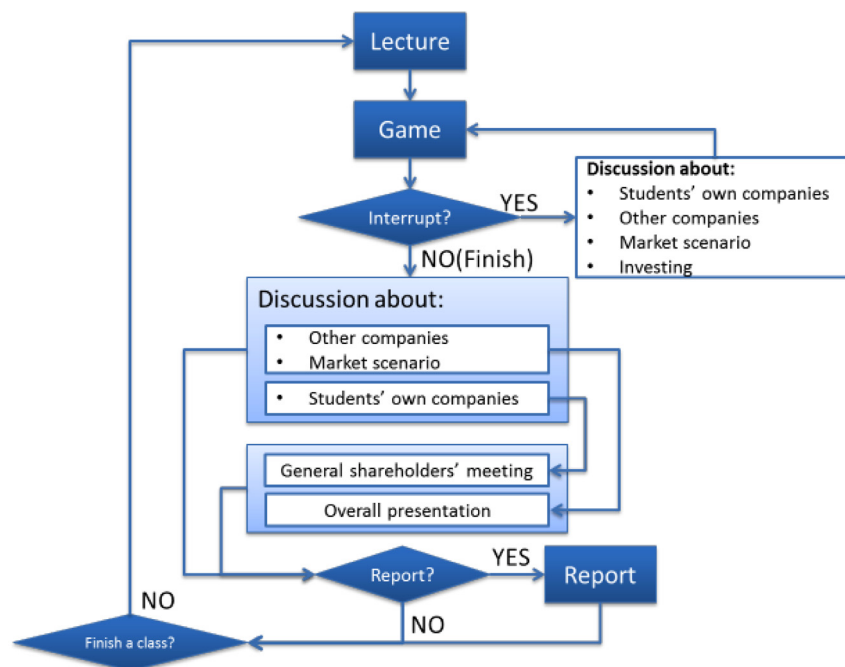 Lecture
Game
Discussion about:
• Students’ own companies
• Other companies
• Market scenario
• Investing
YES
Interrupt?
NO(Finish)
Discussion about:
• Other companies
• Market scenario
• Students’ own companies
General shareholders’ meeting
Overall presentation
YES
Report?
Report
NO
NO
Finish a class?